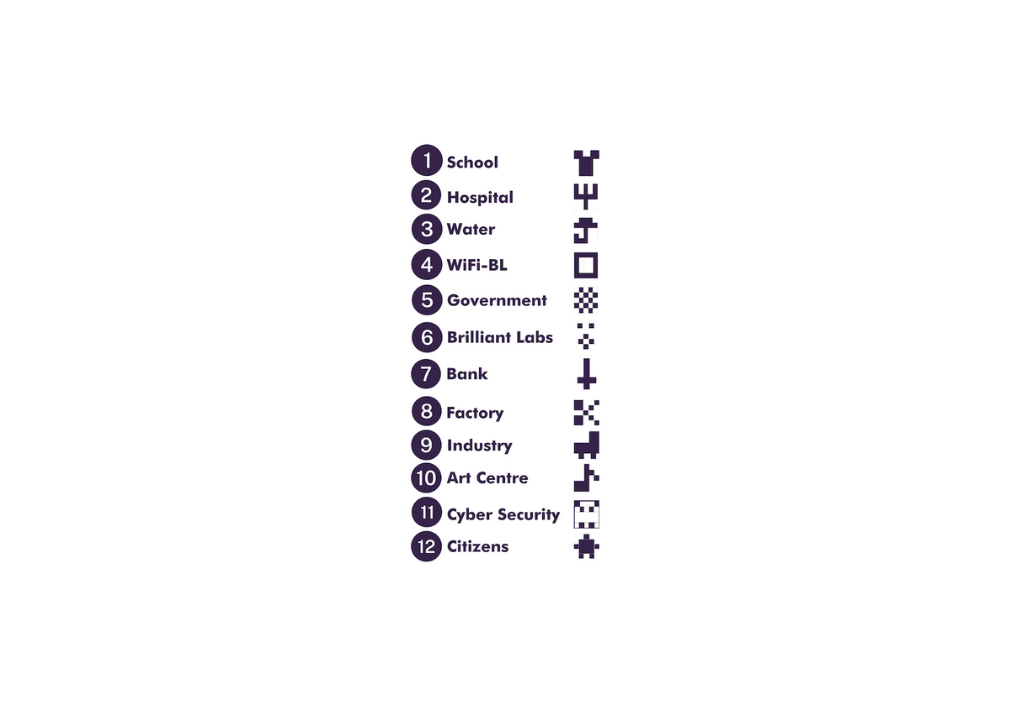 1 School
2 Hospital
3 Water
4 WiFi-BL
5 Government
6 Brilliant Labs
7 Bank
8 Factory
9 Industry
10 Art Centre
11 Cyber Security
12 Citizens